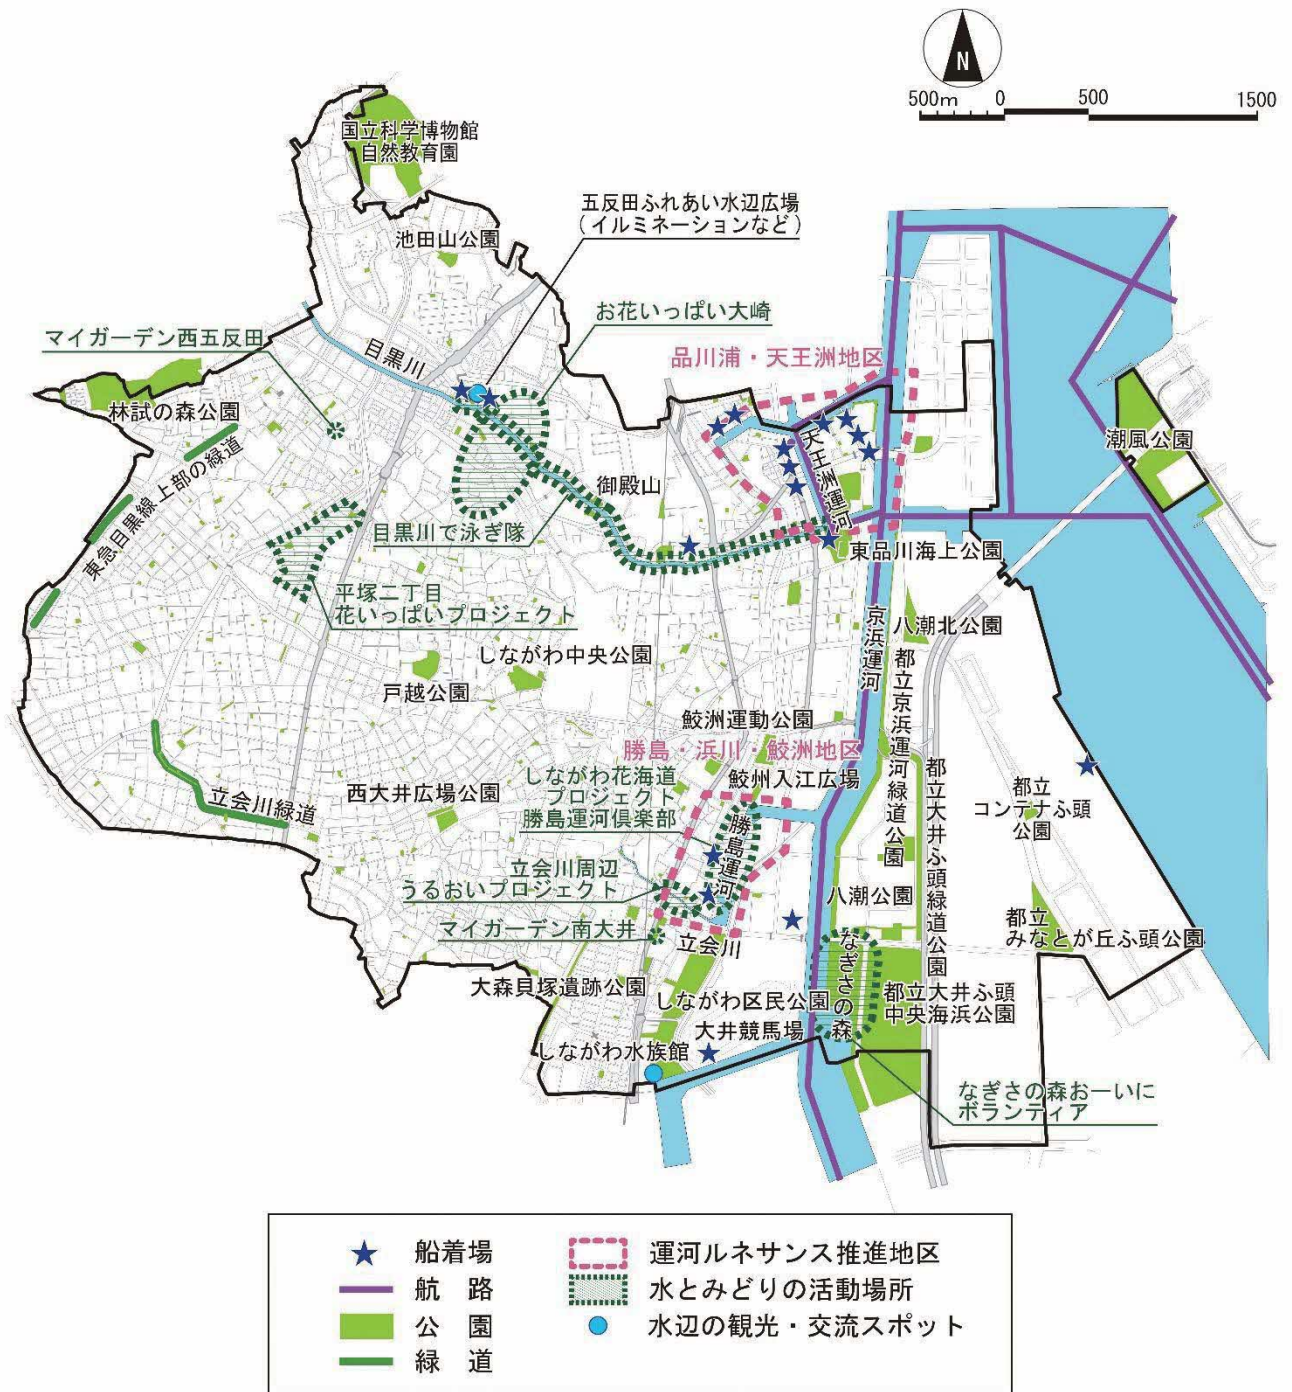 N
500m 0 500 1500
国立科学博物館
自然教育園
五反田ふれあい水辺広場
(イルミネーションなど)
池田山公園
お花いっぱい大崎
マイガーデン西五反田
目黒川
品川浦・天王洲地区
林試の森公園
潮風公園
天王洲運河
東急目黒線上部の緑道
御殿山
目黒川で泳ぎ隊
東品川海上公園
平塚二丁目
花いっぱいプロジェクト
京浜運河
八潮北公園
しながわ中央公園
戸越公園
都立京浜運河緑道公園
鮫洲運動公園
勝島・浜川・鮫洲地区
鮫州入江広場
しながわ花海道
プロジェクト
勝島運河倶楽部
都立大井ふ頭緑道公園
都立
コンテナふ頭
公園
西大井広場公園
立会川緑道
勝島運河
立会川周辺
うるおいプロジェクト
八潮公園
都立
みなとが丘ふ頭公園
マイガーデン南大井
立会川
なぎさの森
大森貝塚遺跡公園
しながわ区民公園
都立大井ふ頭
中央海浜公園
大井競馬場
しながわ水族館
なぎさの森おーいに
ボランティア
船着場
運河ルネサンス推進地区
航 路
水とみどりの活動場所
公 園
水辺の観光・交流スポット
緑 道